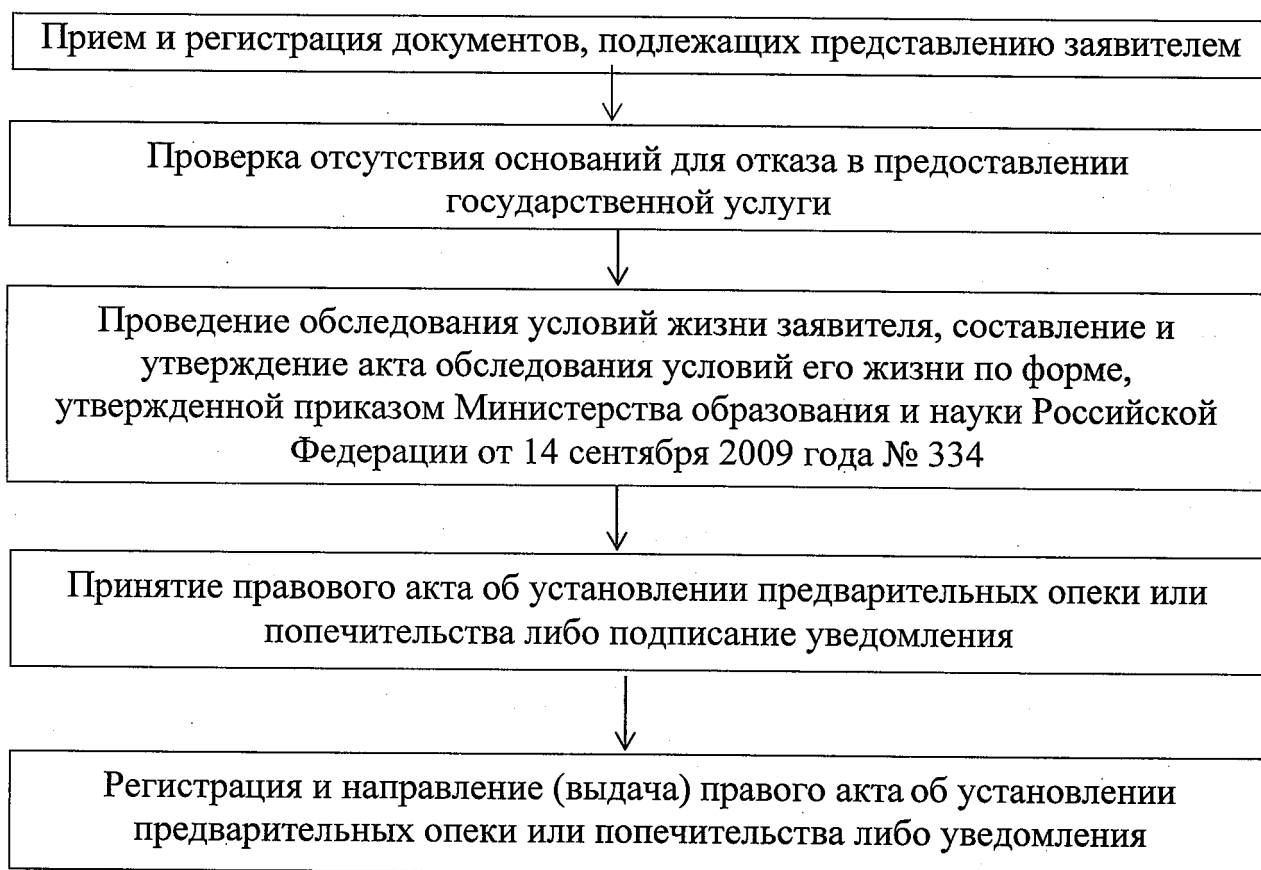 Прием и регистрация документов, подлежащих представлению заявителем
Проверка отсутствия оснований для отказа в предоставлении
государственной услуги
Проведение обследования условий жизни заявителя, составление и
утверждение акта обследования условий его жизни по форме,
утвержденной приказом Министерства образования и науки Российской
Федерации от 14 сентября 2009 года № 334
Принятие правового акта об установлении предварительных опеки или
попечительства либо подписание уведомления
Регистрация и направление (выдача) правого акта об установлении
предварительных опеки или попечительства либо уведомления